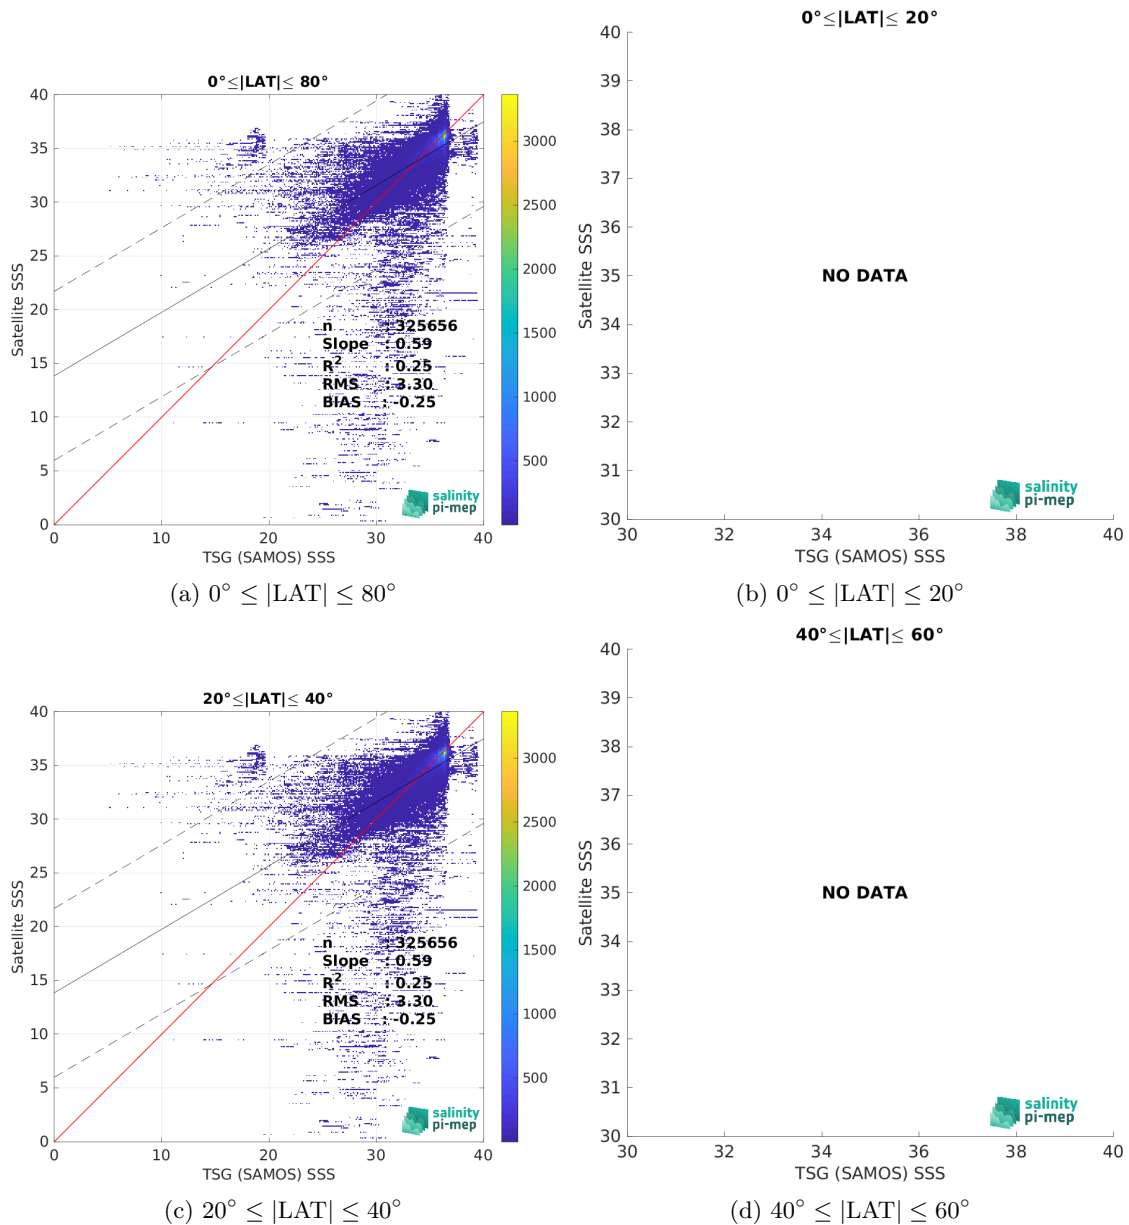 0°≤|LAT|≤ 80°
40
35
30
25
20
15
10
5
0
Satellite SSS
n : 325656
Slope : 0.59
R² : 0.25
RMS : 3.30
BIAS : -0.25
salinity
pi-mep
0 10 20 30 40
TSG (SAMOS) SSS
3000
2500
2000
1500
1000
500
(a) 0° ≤ |LAT| ≤ 80°
0°≤|LAT|≤ 20°
40
39
38
37
36
35
34
33
32
31
30
Satellite SSS
NO DATA
salinity
pi-mep
30 32 34 36 38 40
TSG (SAMOS) SSS
(b) 0° ≤ |LAT| ≤ 20°
20°≤|LAT|≤ 40°
40
35
30
25
20
15
10
5
0
Satellite SSS
n : 325656
Slope : 0.59
R² : 0.25
RMS : 3.30
BIAS : -0.25
salinity
pi-mep
0 10 20 30 40
TSG (SAMOS) SSS
3000
2500
2000
1500
1000
500
(c) 20° ≤ |LAT| ≤ 40°
40°≤|LAT|≤ 60°
40
39
38
37
36
35
34
33
32
31
30
Satellite SSS
NO DATA
salinity
pi-mep
30 32 34 36 38 40
TSG (SAMOS) SSS
(d) 40° ≤ |LAT| ≤ 60°